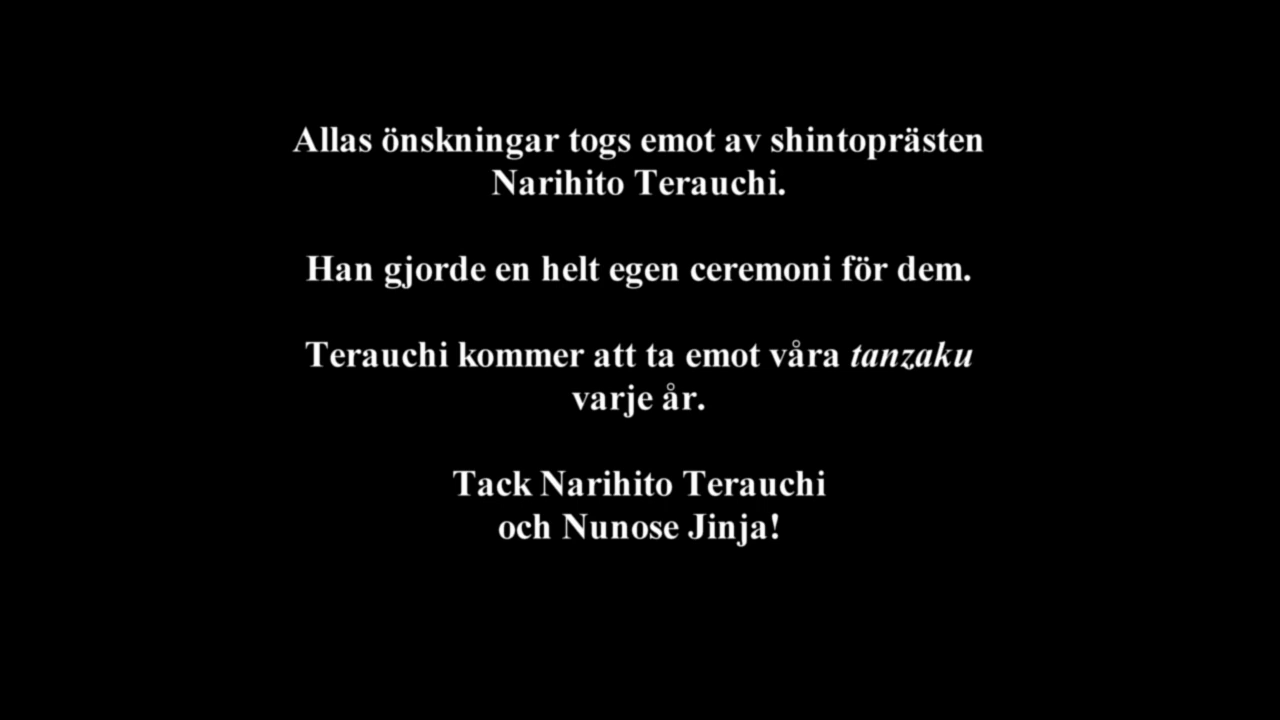 Allas önskningar togs emot av shintoprästen
Narihito Terauchi.
Han gjorde en helt egen ceremoni för dem.
Terauchi kommer att ta emot våra tanzaku
varje år.
Tack Narihito Terauchi
och Nunose Jinja!